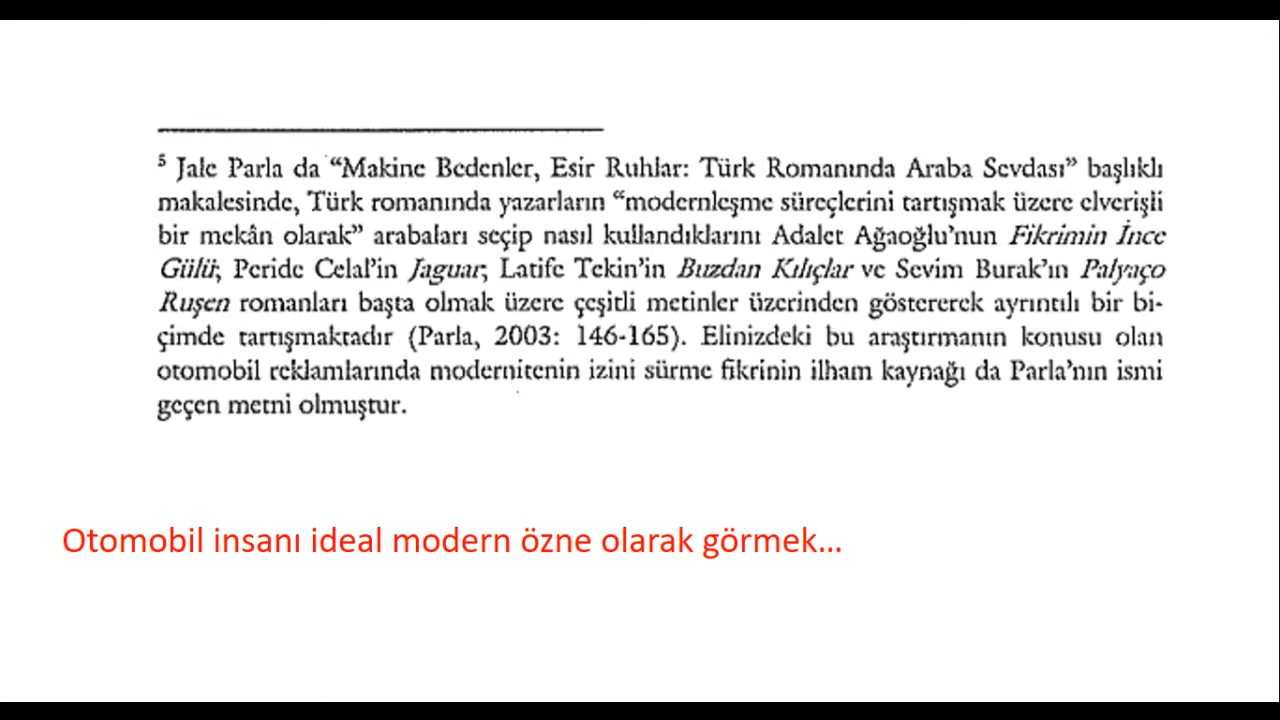 ⁵ Jale Parla da “Makine Bedenler, Esir Ruhlar: Türk Romanında Araba Sevdası” başlıklı
makalesinde, Türk romanında yazarların “modernleşme süreçlerini tartışmak üzere elverişli
bir mekân olarak” arabaları seçip nasıl kullandıklarını Adalet Ağaoğlu’nun Fikrimin İnce
Gülü; Peride Celal’in Jaguar; Latife Tekin’in Buzdan Kılıçlar ve Sevim Burak’ın Palyaço
Ruşen romanları başta olmak üzere çeşitli metinler üzerinden göstererek ayrıntılı bir bi-
çimde tartışmaktadır (Parla, 2003: 146-165). Elinizdeki bu araştırmanın konusu olan
otomobil reklamlarında modernitenin izini sürme fikrinin ilham kaynağı da Parla’nın ismi
geçen metni olmuştur.
Otomobil insanı ideal modern özne olarak görmek…